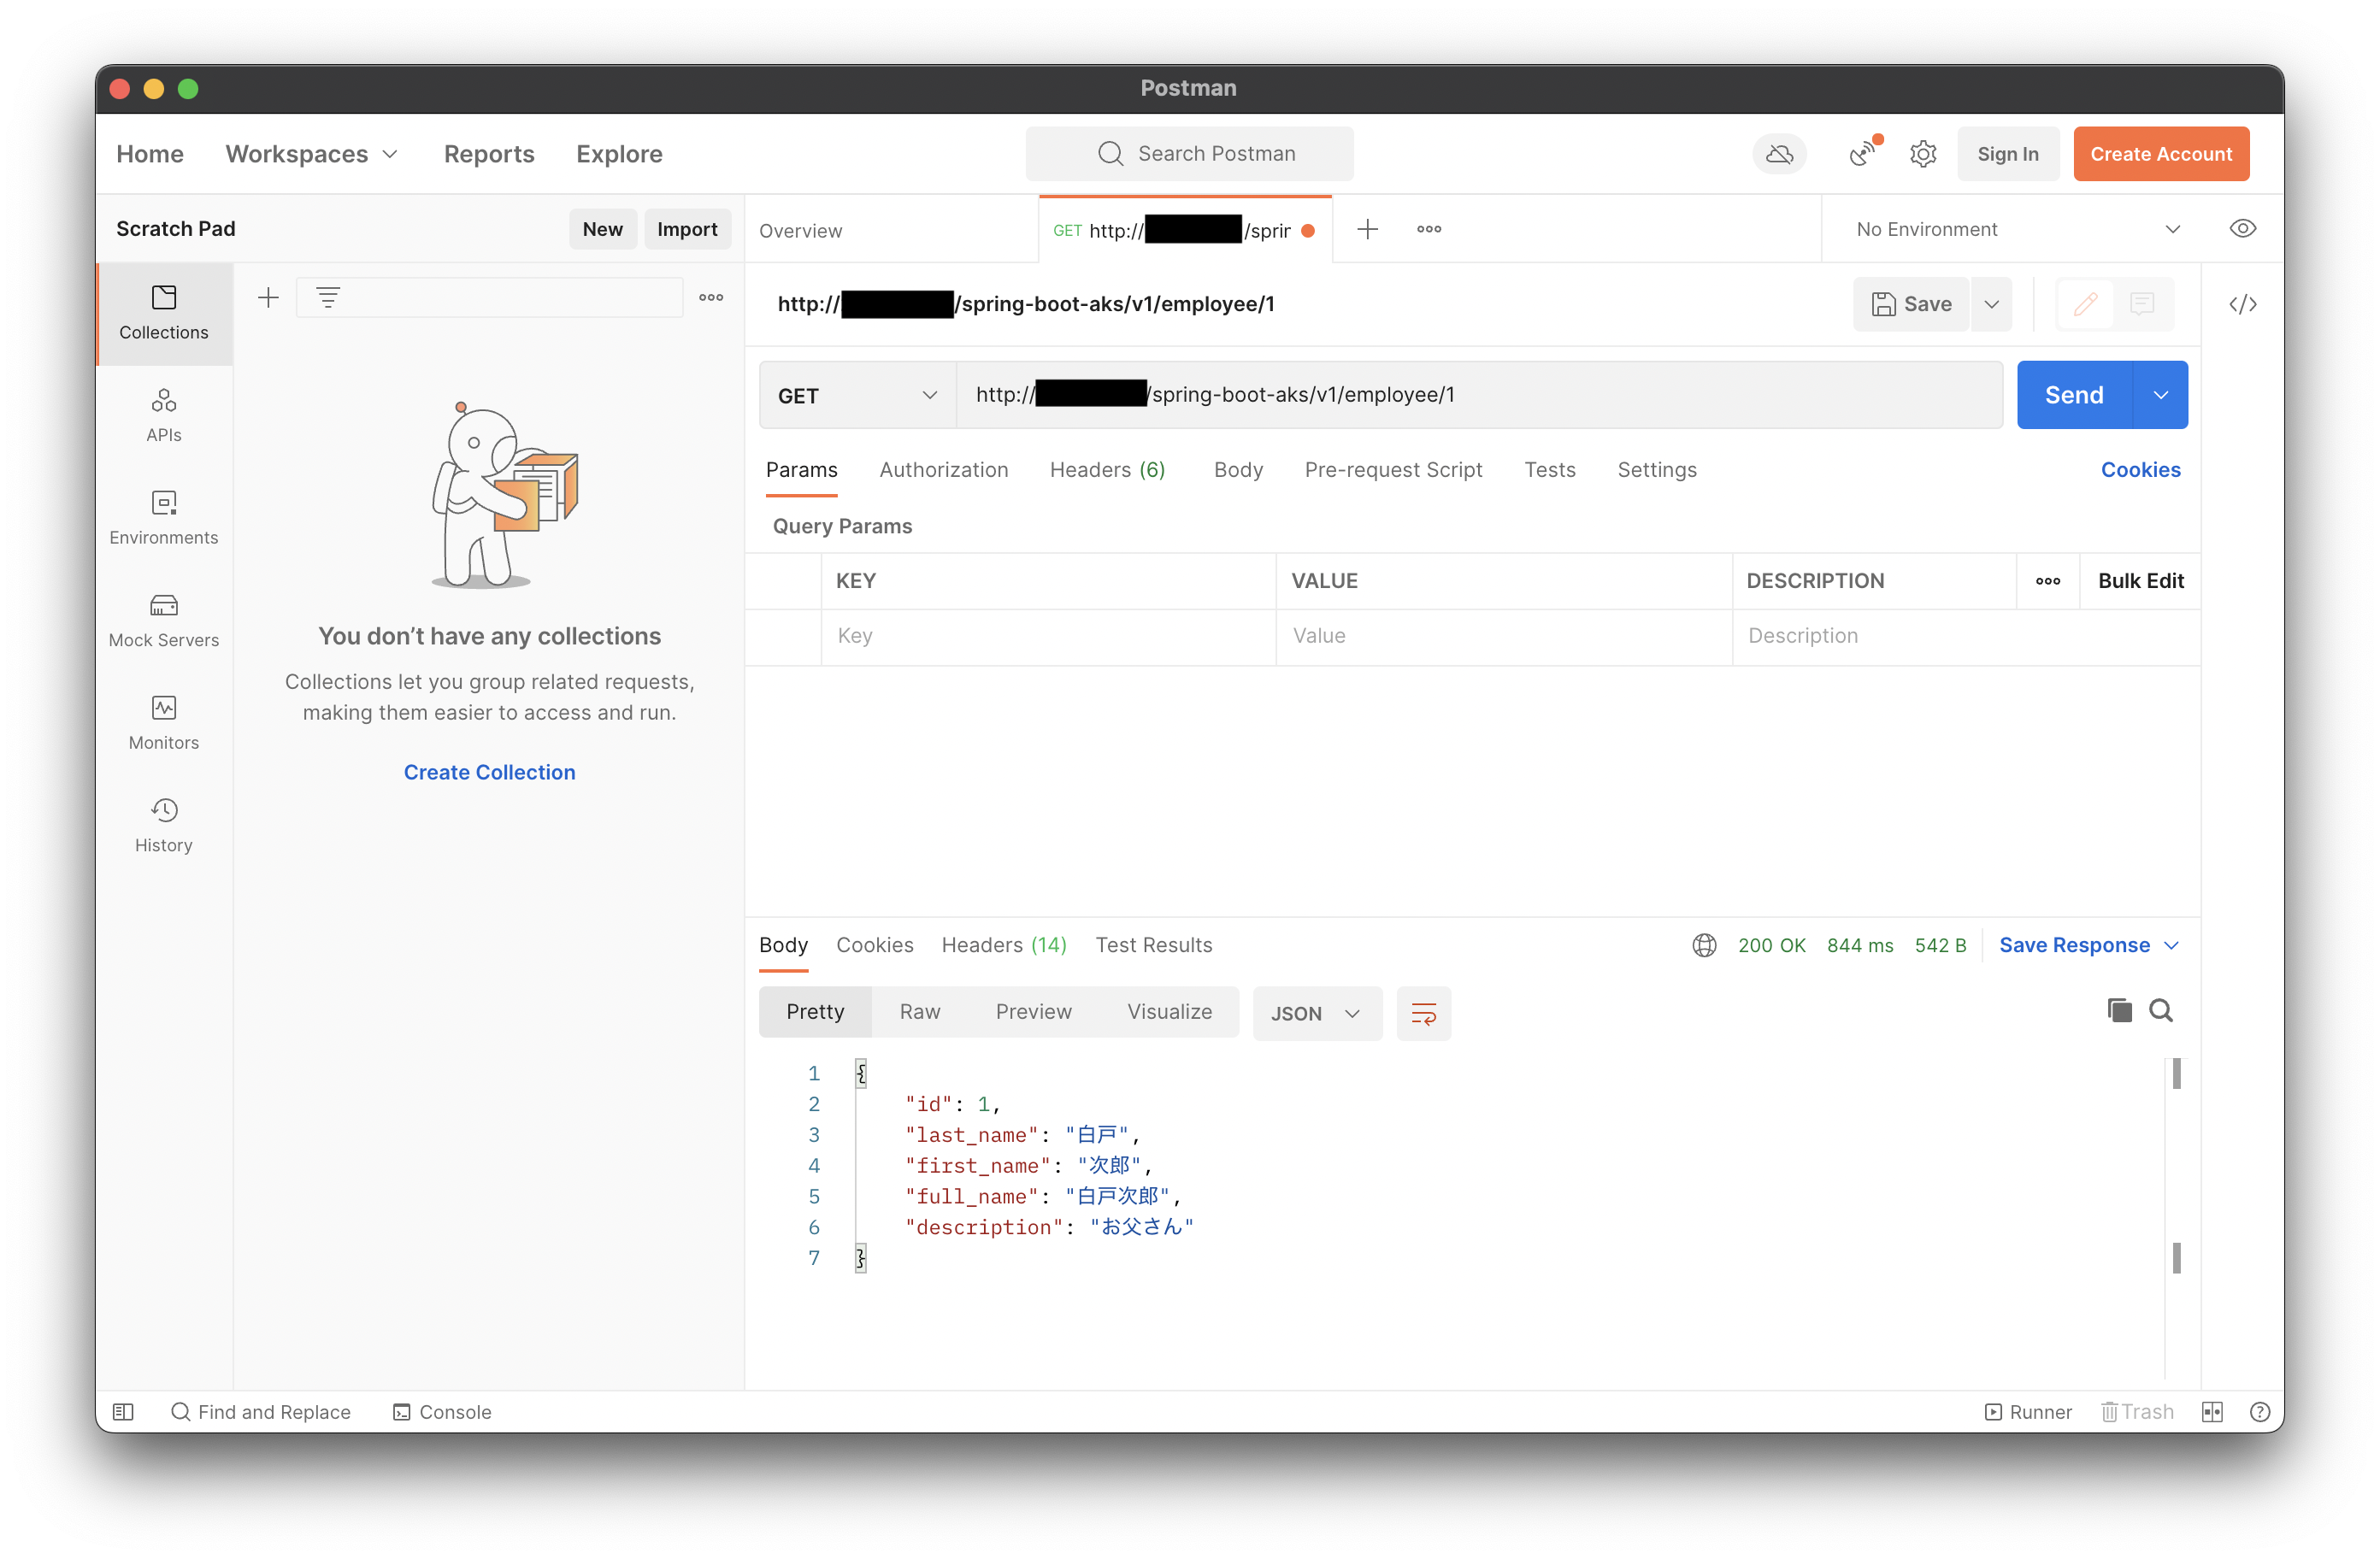 Postman
Home Workspaces Reports Explore Search Postman Sign In Create Account
Scratch Pad New Import
Overview GET http:// /sprin No Environment
Collections
APIs
Environments
Mock Servers
Monitors
History
You don’t have any collections
Collections let you group related requests,
making them easier to access and run.
Create Collection
http:// /spring-boot-aks/v1/employee/1 Save
GET http:// /spring-boot-aks/v1/employee/1 Send
Params Authorization Headers (6) Body Pre-request Script Tests Settings Cookies
Query Params
KEY VALUE DESCRIPTION Bulk Edit
Key Value Description
Body Cookies Headers (14) Test Results 200 OK 844 ms 542 B Save Response
Pretty Raw Preview Visualize JSON
1 {
2 "id": 1,
3 "last_name": "白戸",
4 "first_name": "次郎",
5 "full_name": "白戸次郎",
6 "description": "お父さん"
7 }
Find and Replace Console Runner Trash